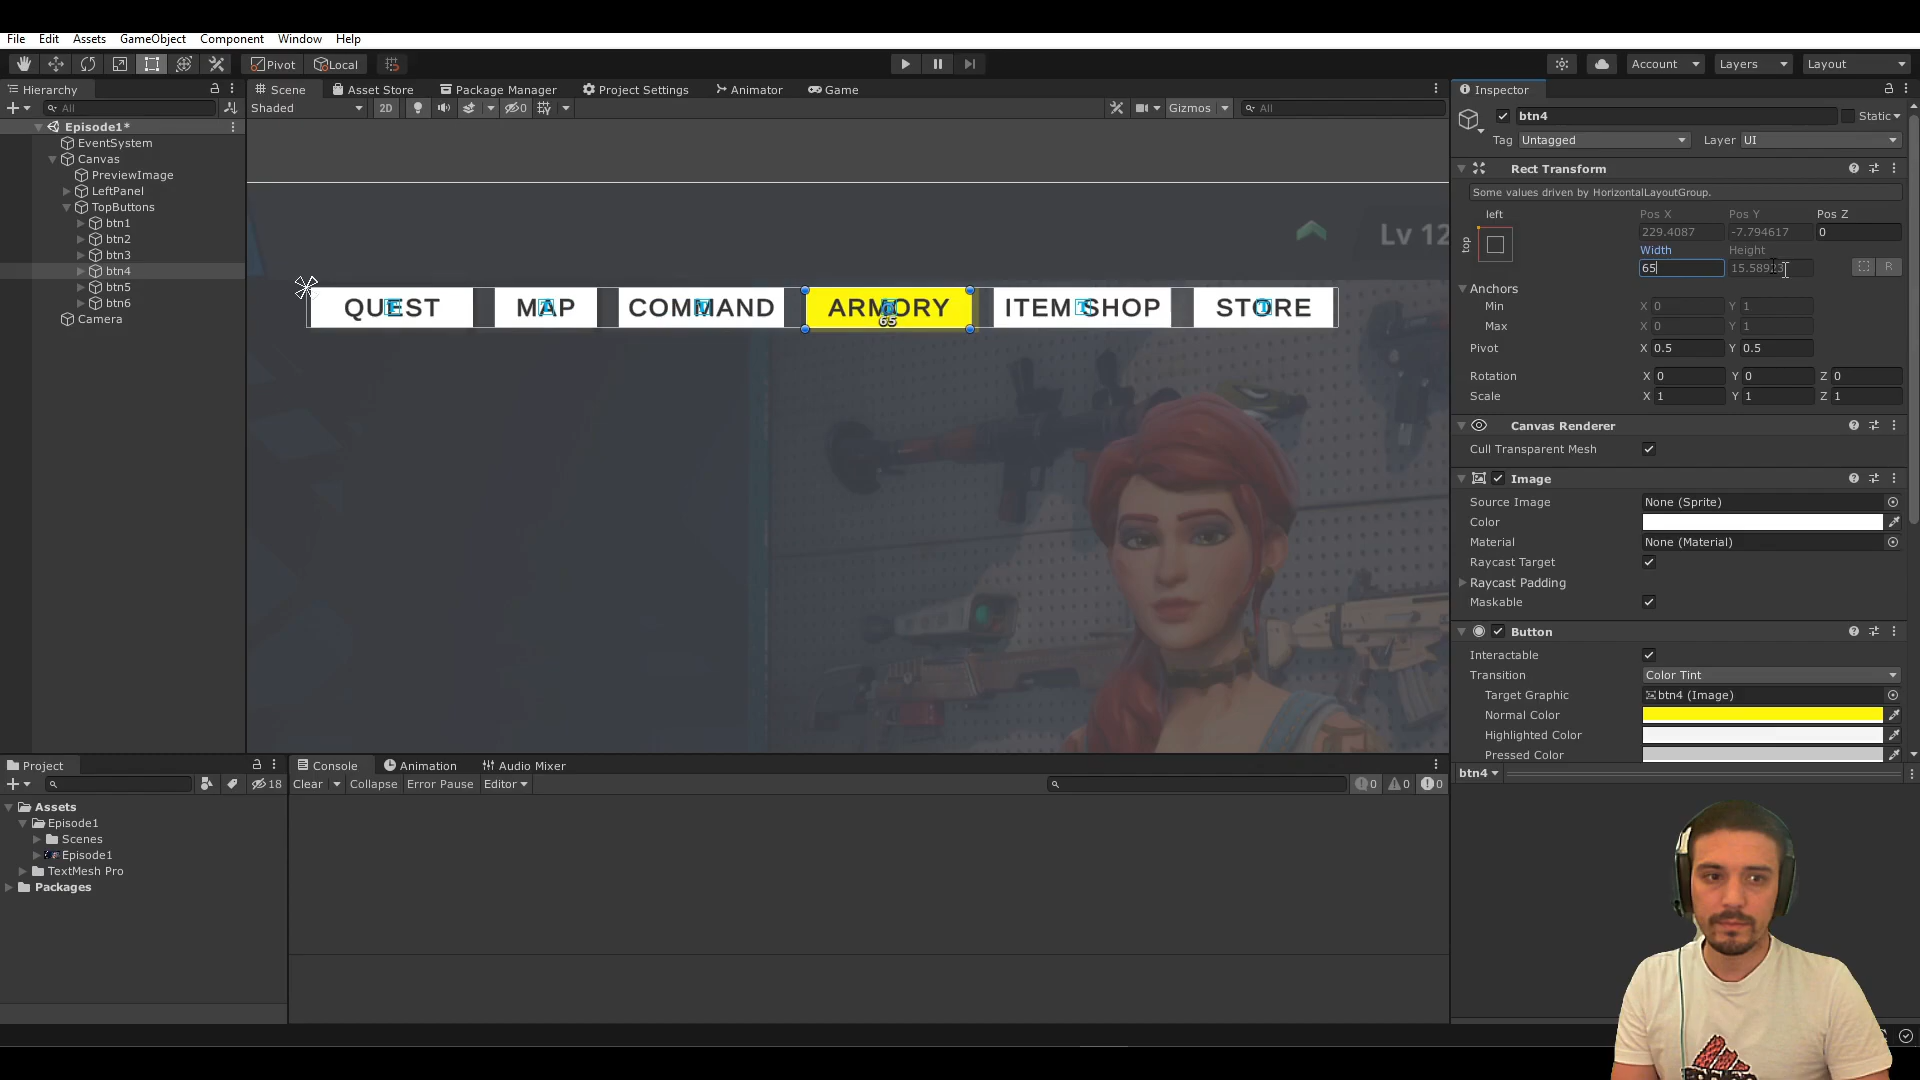 File Edit Assets GameObject Component Window Help
Pivot Local Account Layers Layout
Hierarchy
All
Episode1*
EventSystem
Canvas
PreviewImage
LeftPanel
TopButtons
btn1
btn2
btn3
btn4
btn5
btn6
Camera
Scene Asset Store Package Manager Project Settings Animator Game
Shaded 2D 0 Gizmos All
Lv 12
QUEST MAP COMMAND ARMORY ITEM SHOP STORE
65
Inspector
btn4 Static
Tag Untagged Layer UI
Rect Transform
Some values driven by HorizontalLayoutGroup.
left Pos X Pos Y Pos Z
top 229.4087 -7.794617 0
Width Height
65 R
Anchors
Min X 0 Y 1
Max X 0 Y 1
Pivot X 0.5 Y 0.5
Rotation X 0 Y 0 Z 0
Scale X 1 Y 1 Z 1
Canvas Renderer
Cull Transparent Mesh
Image
Source Image None (Sprite)
Color
Material None (Material)
Raycast Target
Raycast Padding
Maskable
Button
Interactable
Transition Color Tint
Target Graphic btn4 (Image)
Normal Color
Highlighted Color
Pressed Color
btn4
Project
18
Assets
Episode1
Scenes
Episode1
TextMesh Pro
Packages
Console Animation Audio Mixer
Clear Collapse Error Pause Editor 0 0 0